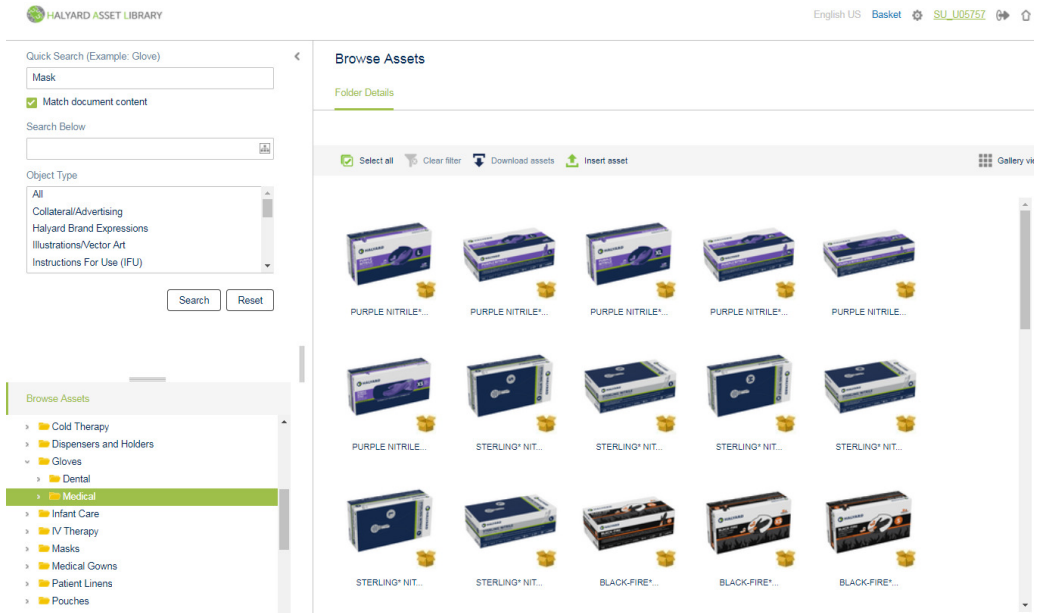 HALYARD ASSET LIBRARY
English US Basket SU_U05757
Quick Search (Example: Glove)
Mask
Match document content
Search Below
Object Type
All
Collateral/Advertising
Halyard Brand Expressions
Illustrations/Vector Art
Instructions For Use (IFU)
Search Reset
Browse Assets
Cold Therapy
Dispensers and Holders
Gloves
Dental
Medical
Infant Care
IV Therapy
Masks
Medical Gowns
Patient Linens
Pouches
Browse Assets
Folder Details
Select all Clear filter Download assets Insert asset Gallery vie
PURPLE NITRILE*... PURPLE NITRILE*... PURPLE NITRILE*... PURPLE NITRILE*... PURPLE NITRILE...
PURPLE NITRILE... STERLING* NIT... STERLING* NIT... STERLING* NIT... STERLING* NIT...
STERLING* NIT... STERLING* NIT... BLACK-FIRE*... BLACK-FIRE*... BLACK-FIRE*...